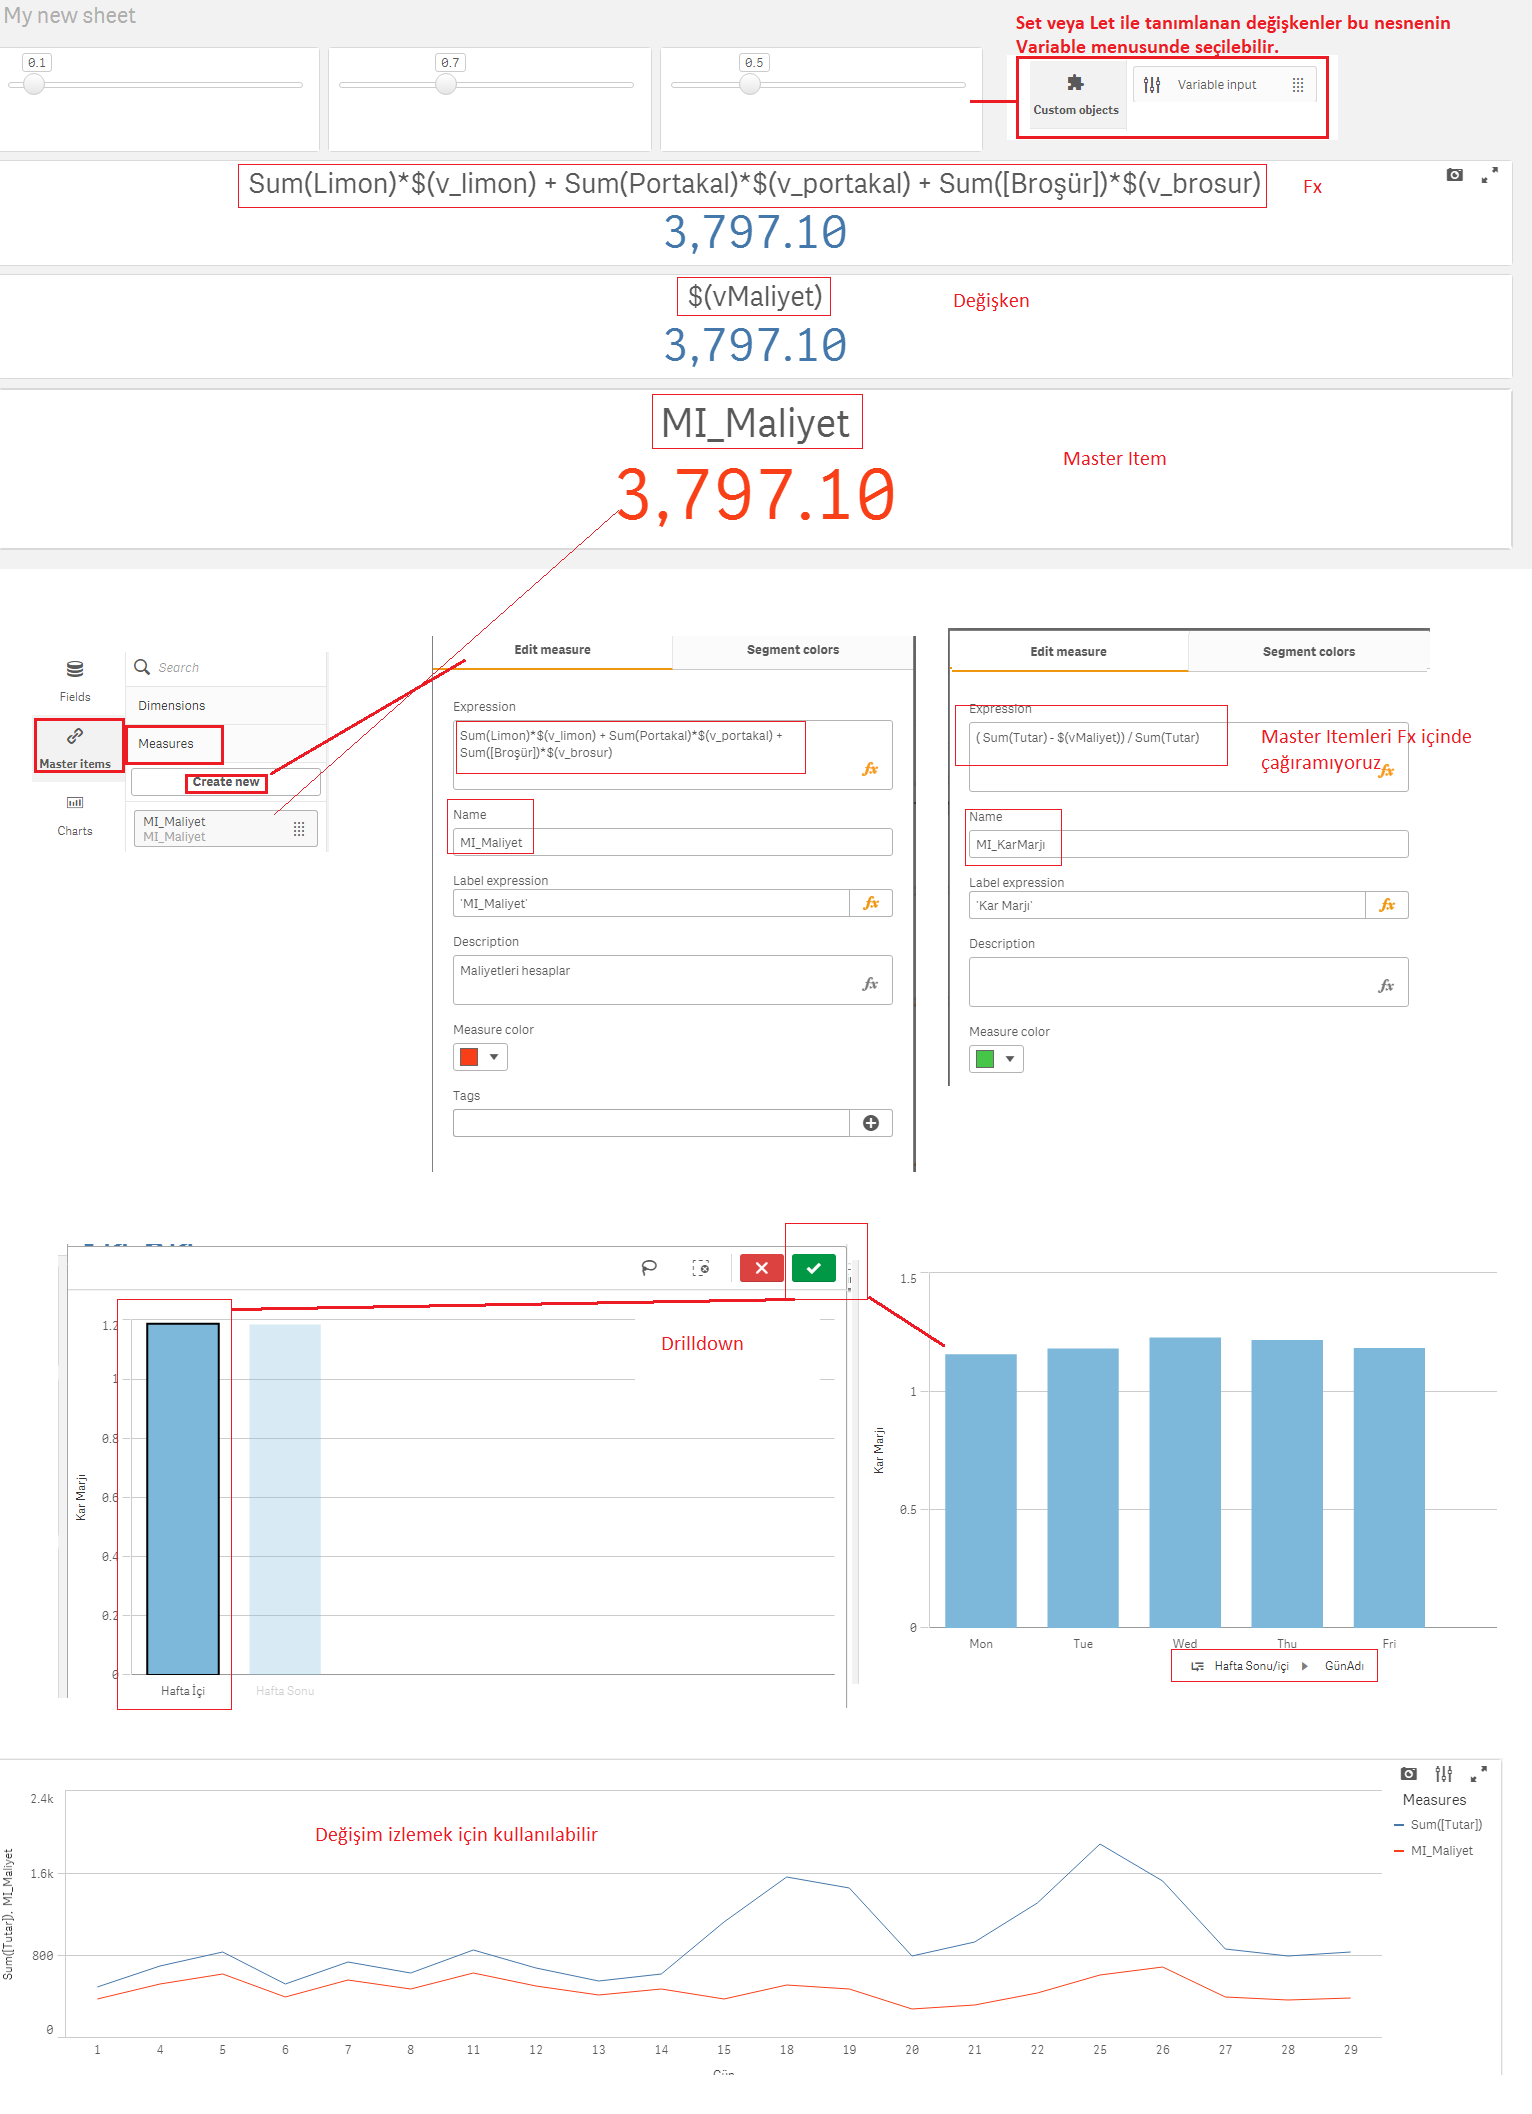 My new sheet
Set veya Let ile tanımlanan değişkenler bu nesnenin
Variable menusunde seçilebilir.
0.1
0.7
0.5
Variable input
Custom objects
Sum(Limon)*$(v_limon) + Sum(Portakal)*$(v_portakal) + Sum([Broşür])*$(v_brosur)
Fx
3,797.10
$(vMaliyet)
Değişken
3,797.10
MI_Maliyet
Master Item
3,797.10
Fields
Master items
Charts
Search
Dimensions
Measures
Create new
MI_Maliyet
MI_Maliyet
Edit measure
Segment colors
Expression
Sum(Limon)*$(v_limon) + Sum(Portakal)*$(v_portakal) +
Sum([Broşür])*$(v_brosur)
fx
Name
MI_Maliyet
Label expression
'MI_Maliyet'
fx
Description
Maliyetleri hesaplar
fx
Measure color
Tags
Edit measure
Segment colors
Expression
( Sum(Tutar) - $(vMaliyet)) / Sum(Tutar)
Master Itemleri Fx içinde
çağıramıyoruz
fx
Name
MI_KarMarjı
Label expression
'Kar Marjı'
fx
Description
fx
Measure color
Drilldown
Kar Marjı
1.2
1
0.8
0.6
0.4
0.2
0
Hafta İçi
Hafta Sonu
Kar Marjı
1.5
1
0.5
0
Mon
Tue
Wed
Thu
Fri
Hafta Sonu/içi
GünAdı
Değişim izlemek için kullanılabilir
Sum([Tutar]), MI_Maliyet
2.4k
1.6k
800
0
1 4 5 6 7 8 11 12 13 14 15 18 19 20 21 22 25 26 27 28 29
Gün
Measures
Sum([Tutar])
MI_Maliyet